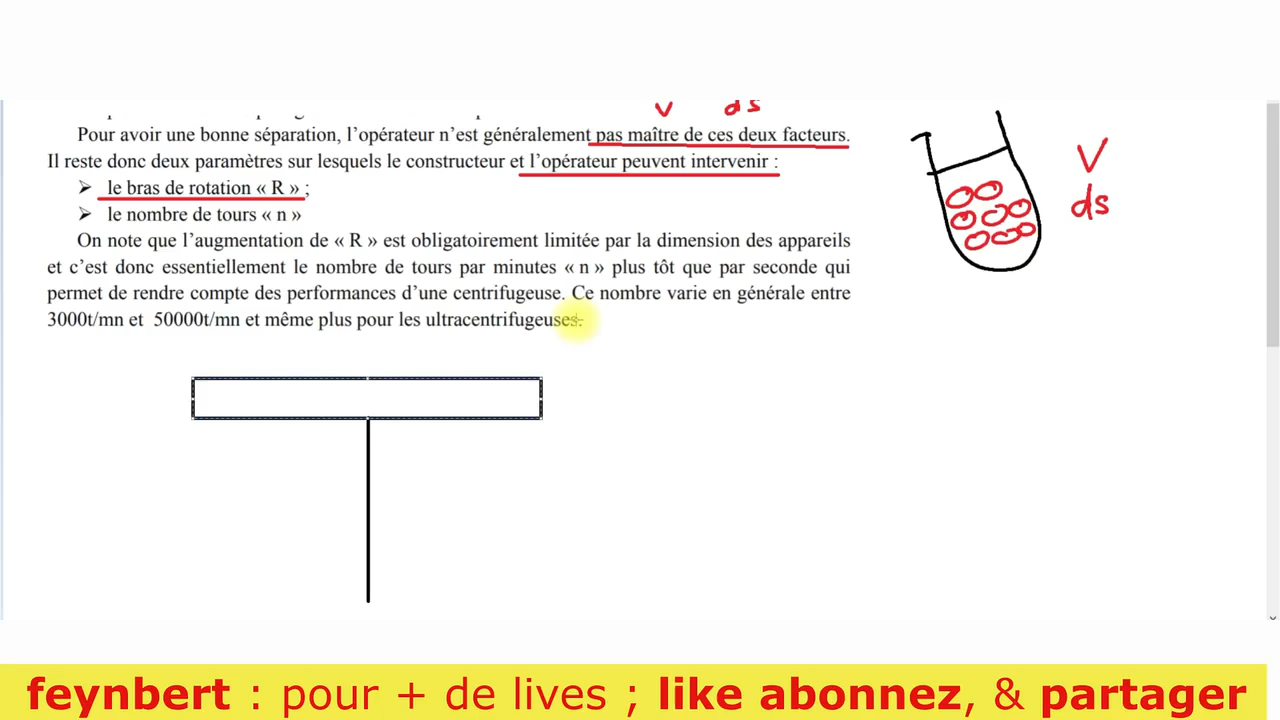 V ds
Pour avoir une bonne séparation, l’opérateur n’est généralement pas maître de ces deux facteurs.
Il reste donc deux paramètres sur lesquels le constructeur et l’opérateur peuvent intervenir :
➢ le bras de rotation « R » ;
➢ le nombre de tours « n »
On note que l’augmentation de « R » est obligatoirement limitée par la dimension des appareils
et c’est donc essentiellement le nombre de tours par minutes « n » plus tôt que par seconde qui
permet de rendre compte des performances d’une centrifugeuse. Ce nombre varie en générale entre
3000t/mn et 50000t/mn et même plus pour les ultracentrifugeuses.
V
ds
feynbert : pour + de lives ; like abonnez, & partager